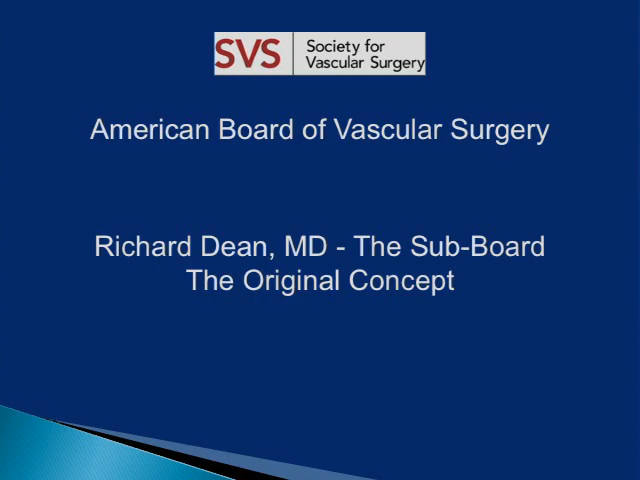 SVS
Society for
Vascular Surgery
American Board of Vascular Surgery
Richard Dean, MD - The Sub-Board
The Original Concept